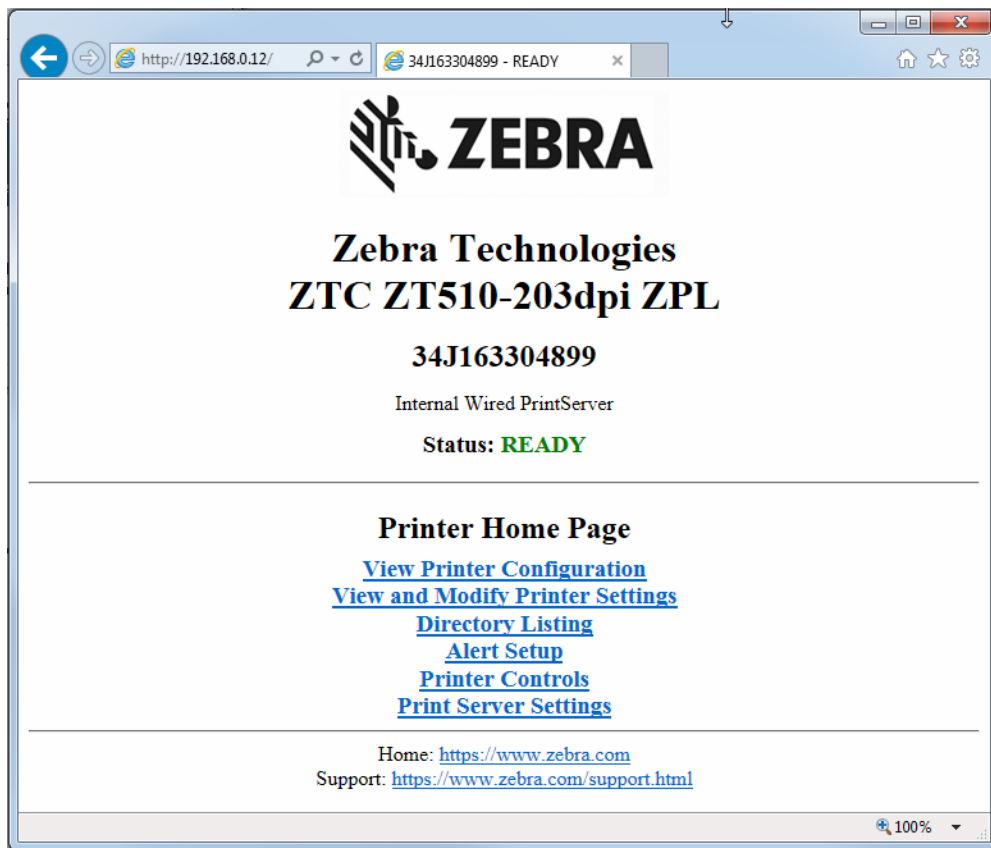 http://192.168.0.12/
34J163304899 - READY
ZEBRA
Zebra Technologies
ZTC ZT510-203dpi ZPL
34J163304899
Internal Wired PrintServer
Status: READY
Printer Home Page
View Printer Configuration
View and Modify Printer Settings
Directory Listing
Alert Setup
Printer Controls
Print Server Settings
Home: https://www.zebra.com
Support: https://www.zebra.com/support.html
100%